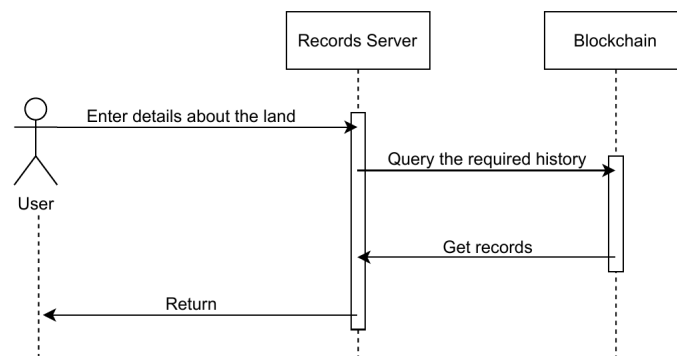 Records Server
Blockchain
Enter details about the land
Query the required history
User
Get records
Return